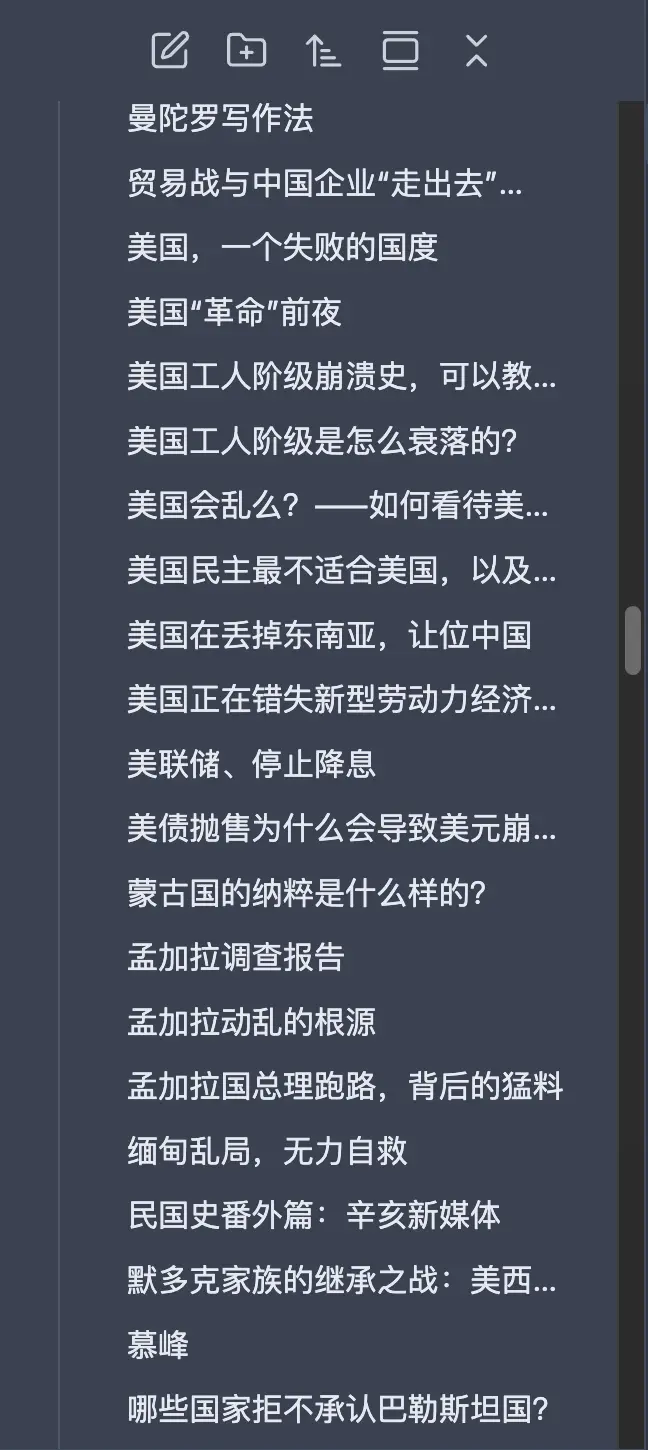 曼陀罗写作法
贸易战与中国企业“走出去”...
美国，一个失败的国度
美国“革命”前夜
美国工人阶级崩溃史，可以教...
美国工人阶级是怎么衰落的？
美国会乱么？——如何看待美...
美国民主最不适合美国，以及...
美国在丢掉东南亚，让位中国
美国正在错失新型劳动力经济...
美联储、停止降息
美债抛售为什么会导致美元崩...
蒙古国的纳粹是什么样的？
孟加拉调查报告
孟加拉动乱的根源
孟加拉国总理跑路，背后的猛料
缅甸乱局，无力自救
民国史番外篇：辛亥新媒体
默多克家族的继承之战：美西...
慕峰
哪些国家拒不承认巴勒斯坦国？